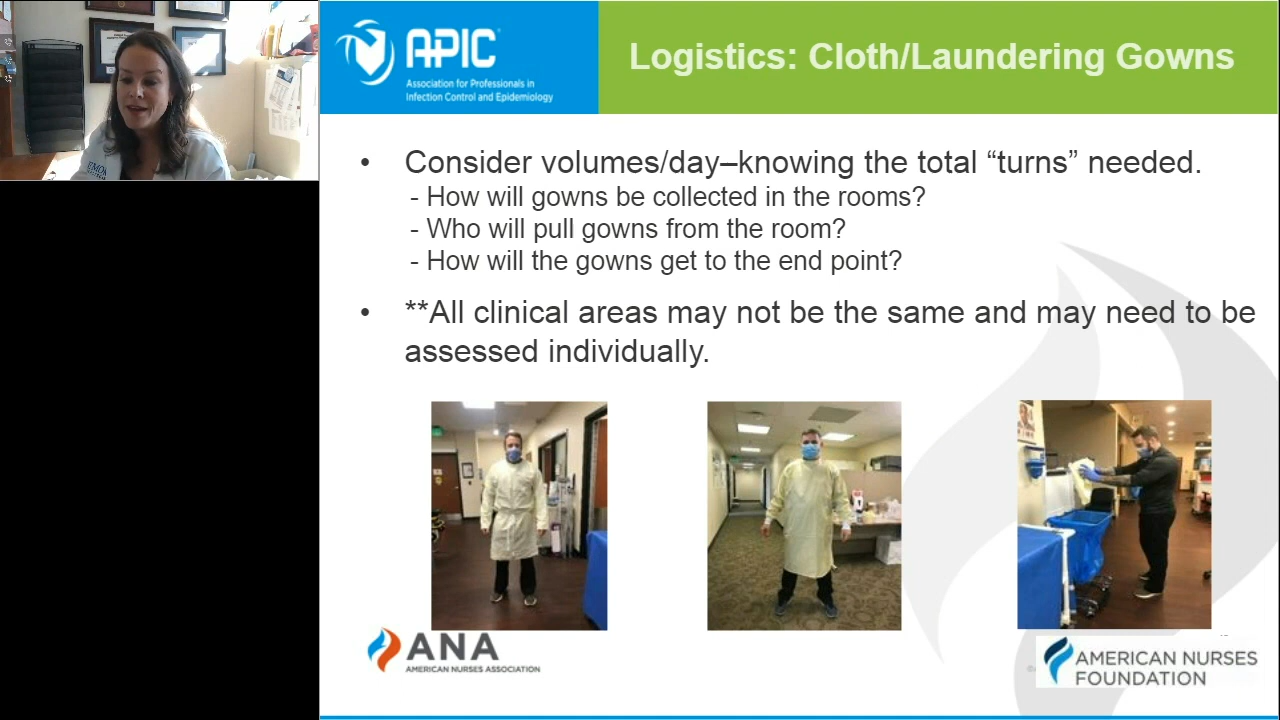 APIC
Association for Professionals in
Infection Control and Epidemiology
Logistics: Cloth/Laundering Gowns
• Consider volumes/day–knowing the total “turns” needed.
- How will gowns be collected in the rooms?
- Who will pull gowns from the room?
- How will the gowns get to the end point?
• **All clinical areas may not be the same and may need to be
assessed individually.
ANA
AMERICAN NURSES ASSOCIATION
AMERICAN NURSES
FOUNDATION